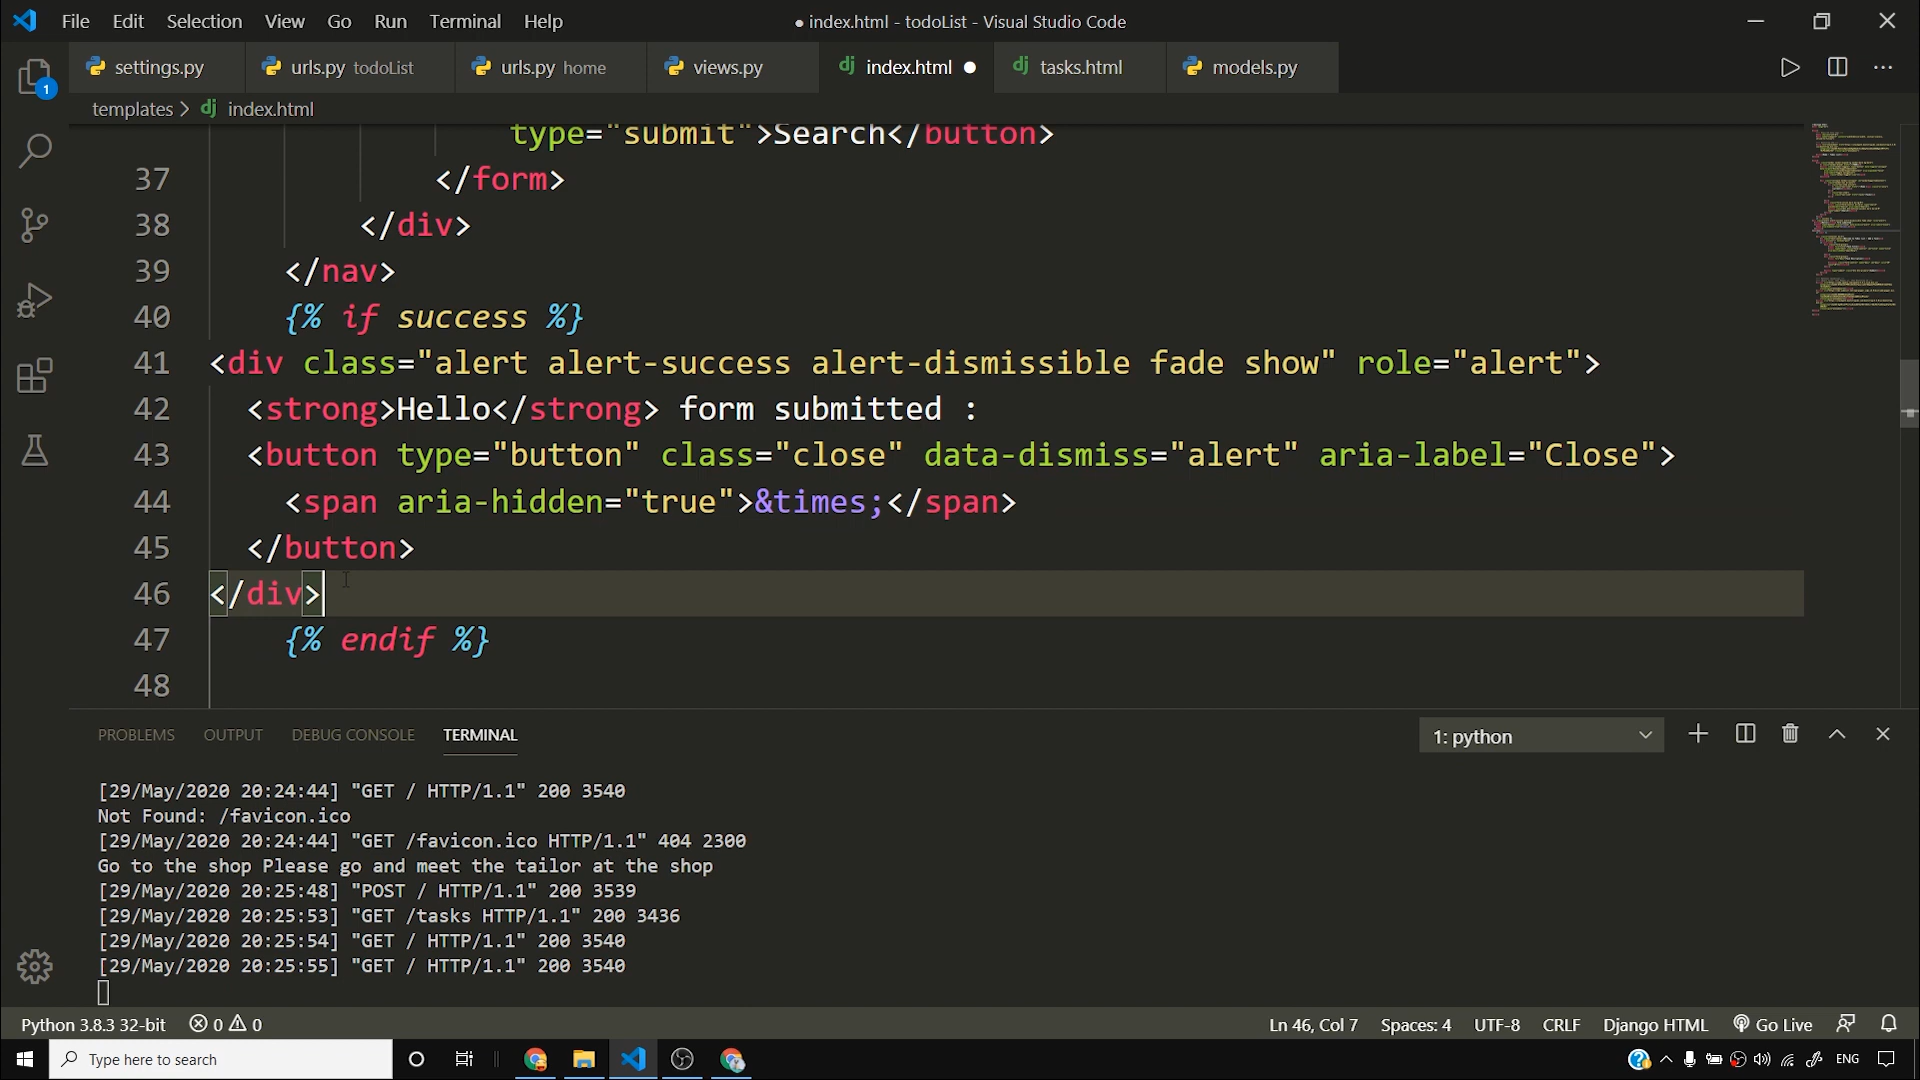 File Edit Selection View Go Run Terminal Help
● index.html - todoList - Visual Studio Code
settings.py urls.py todoList urls.py home views.py dj index.html ● dj tasks.html models.py
1
templates > dj index.html
type="submit">Search</button>
37 </form>
38 </div>
39 </nav>
40 {% if success %}
41 <div class="alert alert-success alert-dismissible fade show" role="alert">
42 <strong>Hello</strong> form submitted :
43 <button type="button" class="close" data-dismiss="alert" aria-label="Close">
44 <span aria-hidden="true">&times;</span>
45 </button>
46 </div>
47 {% endif %}
48
PROBLEMS OUTPUT DEBUG CONSOLE TERMINAL 1: python
[29/May/2020 20:24:44] "GET / HTTP/1.1" 200 3540
Not Found: /favicon.ico
[29/May/2020 20:24:44] "GET /favicon.ico HTTP/1.1" 404 2300
Go to the shop Please go and meet the tailor at the shop
[29/May/2020 20:25:48] "POST / HTTP/1.1" 200 3539
[29/May/2020 20:25:53] "GET /tasks HTTP/1.1" 200 3436
[29/May/2020 20:25:54] "GET / HTTP/1.1" 200 3540
[29/May/2020 20:25:55] "GET / HTTP/1.1" 200 3540
Python 3.8.3 32-bit 0 0 Ln 46, Col 7 Spaces: 4 UTF-8 CRLF Django HTML Go Live
Type here to search ENG